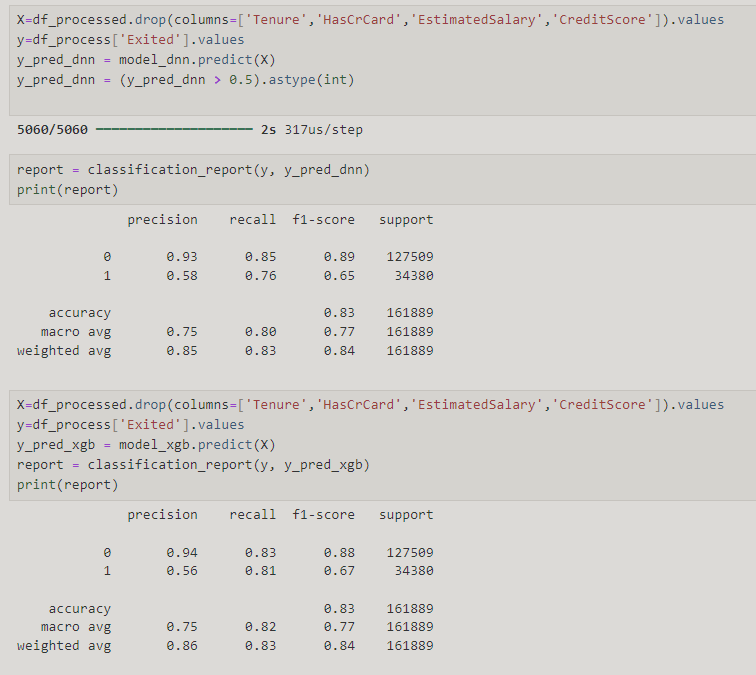 X=df_processed.drop(columns=['Tenure','HasCrCard','EstimatedSalary','CreditScore']).values
y=df_process['Exited'].values
y_pred_dnn = model_dnn.predict(X)
y_pred_dnn = (y_pred_dnn > 0.5).astype(int)
5060/5060 ━━━━━━━━━━━━━━━━━━━━ 2s 317us/step
report = classification_report(y, y_pred_dnn)
print(report)
precision recall f1-score support
0 0.93 0.85 0.89 127509
1 0.58 0.76 0.65 34380
accuracy 0.83 161889
macro avg 0.75 0.80 0.77 161889
weighted avg 0.85 0.83 0.84 161889
X=df_processed.drop(columns=['Tenure','HasCrCard','EstimatedSalary','CreditScore']).values
y=df_process['Exited'].values
y_pred_xgb = model_xgb.predict(X)
report = classification_report(y, y_pred_xgb)
print(report)
precision recall f1-score support
0 0.94 0.83 0.88 127509
1 0.56 0.81 0.67 34380
accuracy 0.83 161889
macro avg 0.75 0.82 0.77 161889
weighted avg 0.86 0.83 0.84 161889